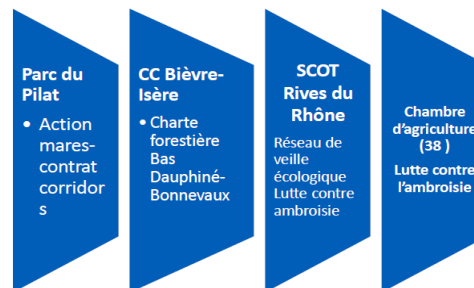 Parc du
Pilat
• Action
mares-
contrat
corridor
s
CC Bièvre-
Isère
• Charte
forestière
Bas
Dauphiné-
Bonnevaux
SCOT
Rives du
Rhône
Réseau de
veille
écologique
Lutte contre
ambroisie
Chambre
d'agriculture
(38 )
Lutte contre
l'ambroisie